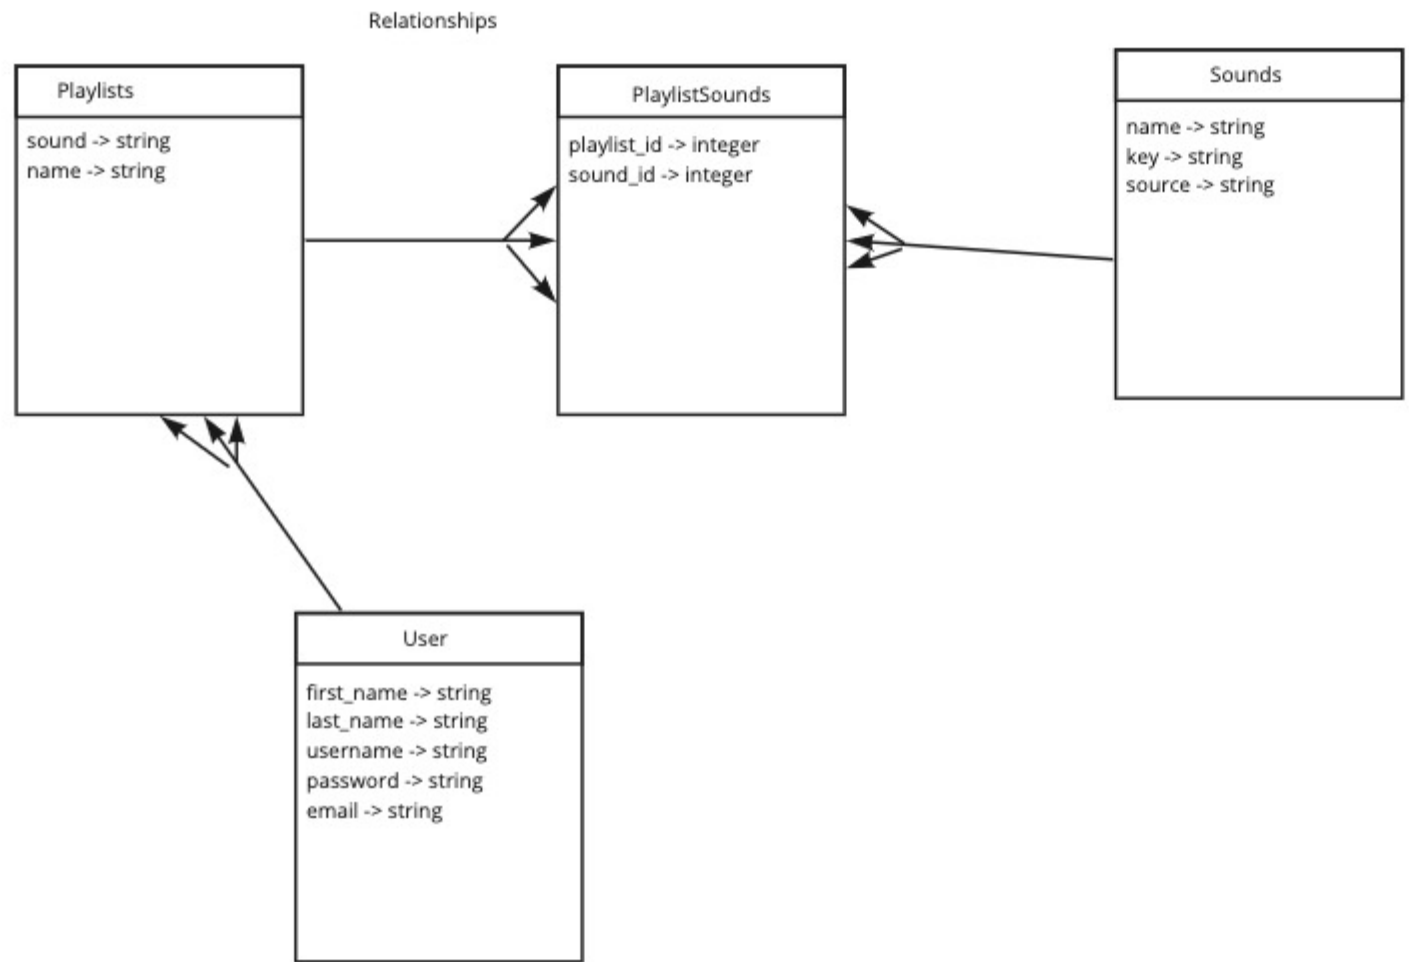 Relationships
Playlists
sound -> string
name -> string
PlaylistSounds
playlist_id -> integer
sound_id -> integer
Sounds
name -> string
key -> string
source -> string
User
first_name -> string
last_name -> string
username -> string
password -> string
email -> string